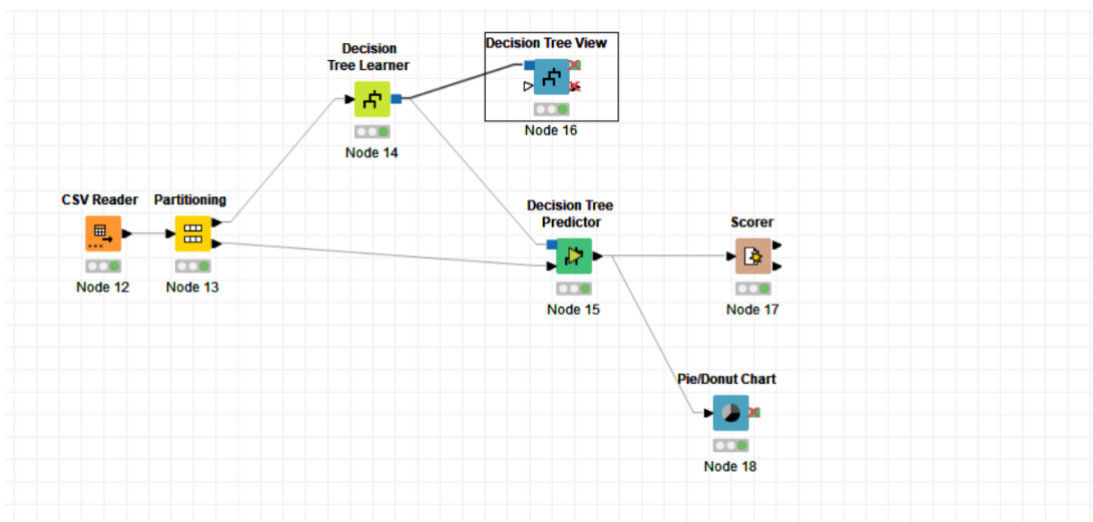 Decision
Tree Learner
Node 14
Decision Tree View
Node 16
CSV Reader
Node 12
Partitioning
Node 13
Decision Tree
Predictor
Node 15
Scorer
Node 17
Pie/Donut Chart
Node 18